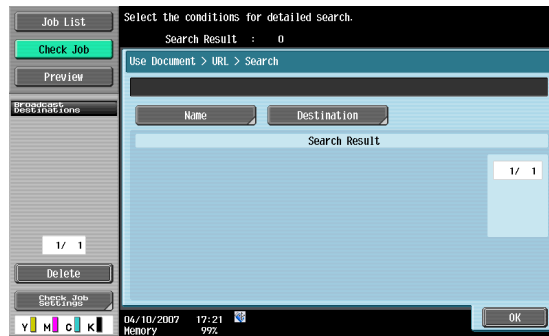 Job List
Check Job
Preview
Broadcast
Destinations
1/ 1
Delete
Check Job
Settings
Y M C K
Select the conditions for detailed search.
Search Result : 0
Use Document > URL > Search
Name Destination
Search Result
1/ 1
04/10/2007 17:21
Memory 99%
OK